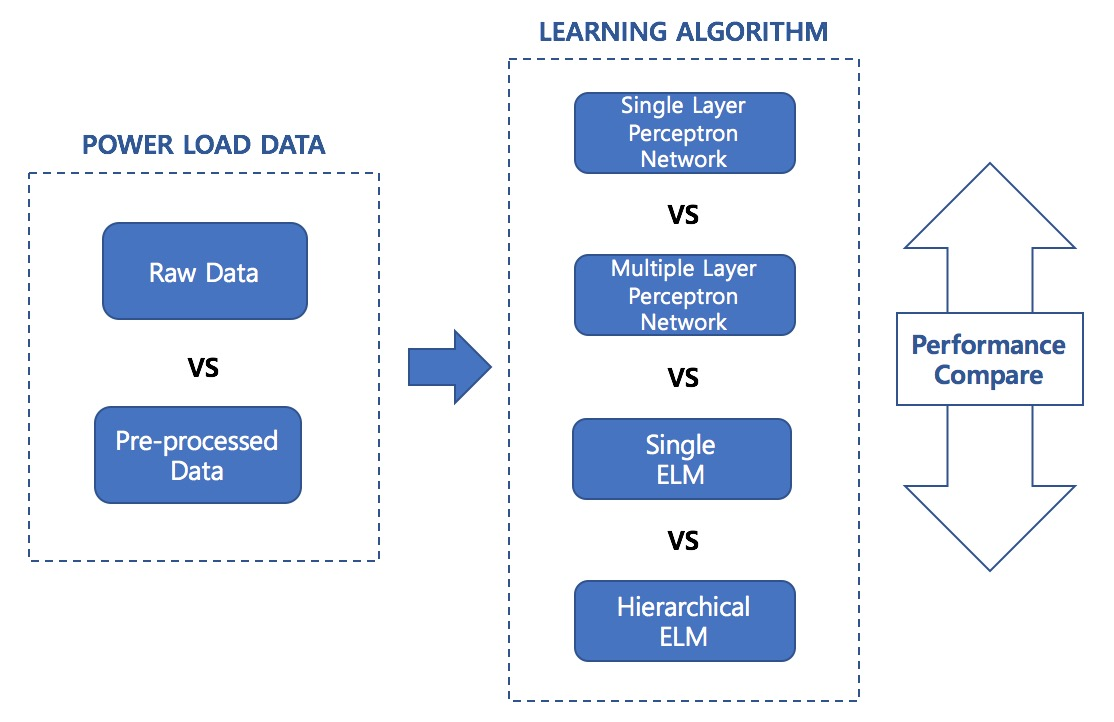 POWER LOAD DATA
Raw Data
VS
Pre-processed
Data
LEARNING ALGORITHM
Single Layer
Perceptron
Network
VS
Multiple Layer
Perceptron
Network
VS
Single
ELM
VS
Hierarchical
ELM
Performance
Compare